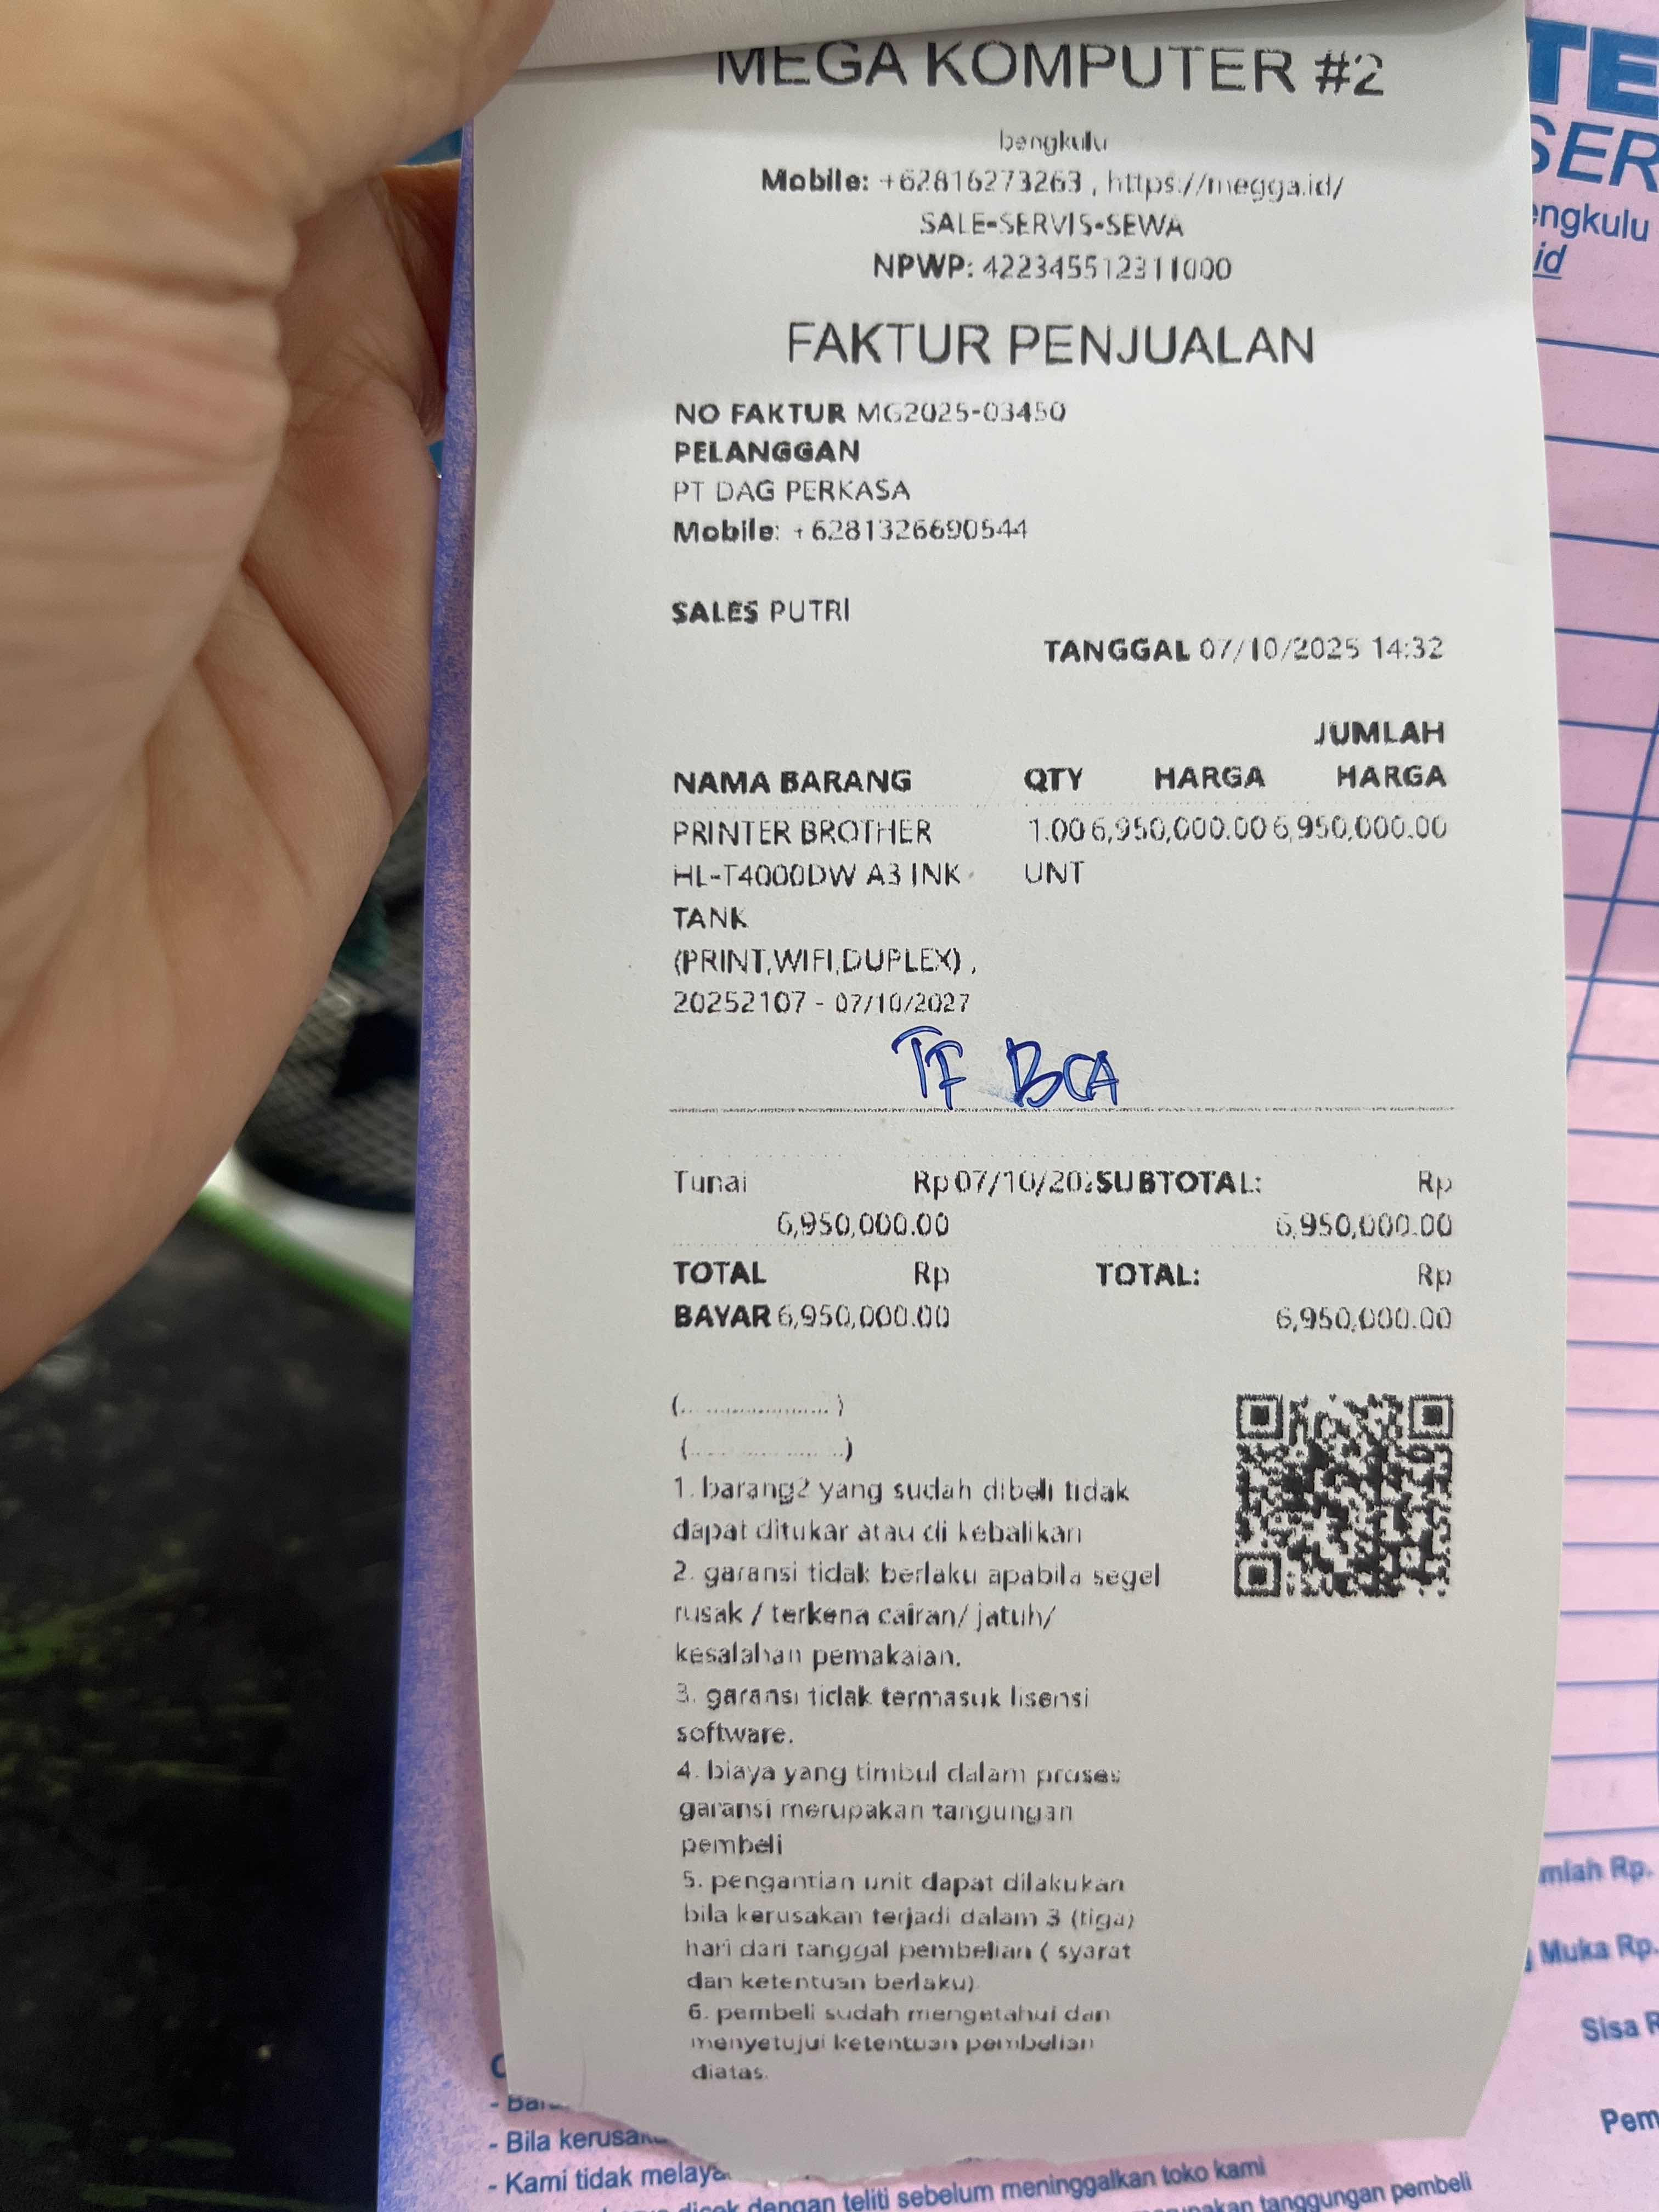 MEGA KOMPUTER #2
bengkulu
Mobile: +62816273263 , https://megga.id/
SALE-SERVIS-SEWA
NPWP: 422345512311000
FAKTUR PENJUALAN
NO FAKTUR MG2025-03450
PELANGGAN
PT DAG PERKASA
Mobile: +6281326690544
SALES PUTRI
TANGGAL 07/10/2025 14:32
JUMLAH
NAMA BARANG QTY HARGA HARGA
PRINTER BROTHER 1.00 6,950,000.00 6,950,000.00
HL-T4000DW A3 INK UNT
TANK
(PRINT,WIFI,DUPLEX) ,
20252107 - 07/10/2027
TF BCA
Tunai Rp 07/10/202 SUBTOTAL: Rp
6,950,000.00 6,950,000.00
TOTAL Rp TOTAL: Rp
BAYAR 6,950,000.00 6,950,000.00
(.....................)
(.....................)
1. barang2 yang sudah dibeli tidak
dapat ditukar atau di kebalikan
2. garansi tidak berlaku apabila segel
rusak / terkena cairan/ jatuh/
kesalahan pemakaian.
3. garansi tidak termasuk lisensi
software.
4. biaya yang timbul dalam proses
garansi merupakan tangungan
pembeli
5. pengantian unit dapat dilakukan
bila kerusakan terjadi dalam 3 (tiga)
hari dari tanggal pembelian ( syarat
dan ketentuan berlaku)
6. pembeli sudah mengetahui dan
menyetujui ketentuan pembelian
diatas.
TE
SER
engkulu
id
mlah Rp.
Muka Rp.
Sisa R
Pem
- Bila kerusak
- Kami tidak melaya
dicek dengan teliti sebelum meninggalkan toko kami
merupakan tanggungan pembeli